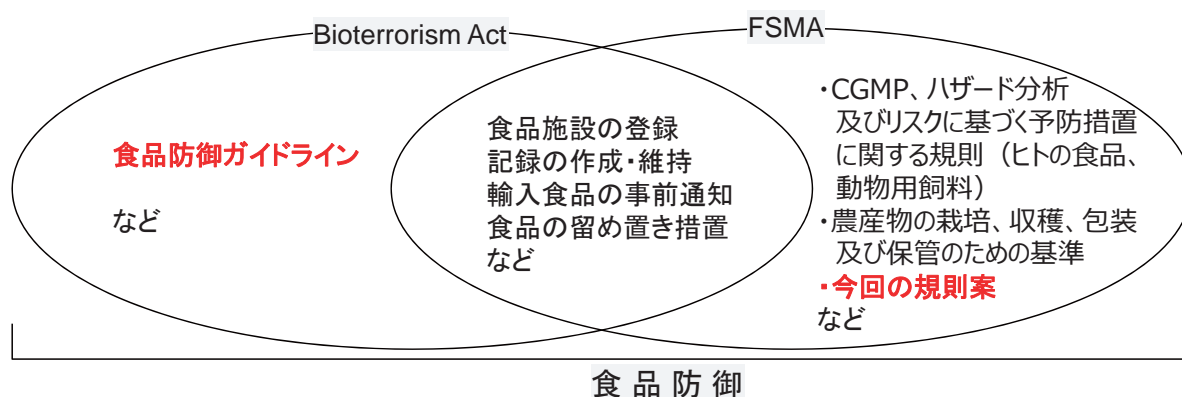 Bioterrorism Act
FSMA
食品防御ガイドライン
など
食品施設の登録
記録の作成・維持
輸入食品の事前通知
食品の留め置き措置
など
・CGMP、ハザード分析
及びリスクに基づく予防措置
に関する規則（ヒトの食品、
動物用飼料）
・農産物の栽培、収穫、包装
及び保管のための基準
・今回の規則案
など
食 品 防 御